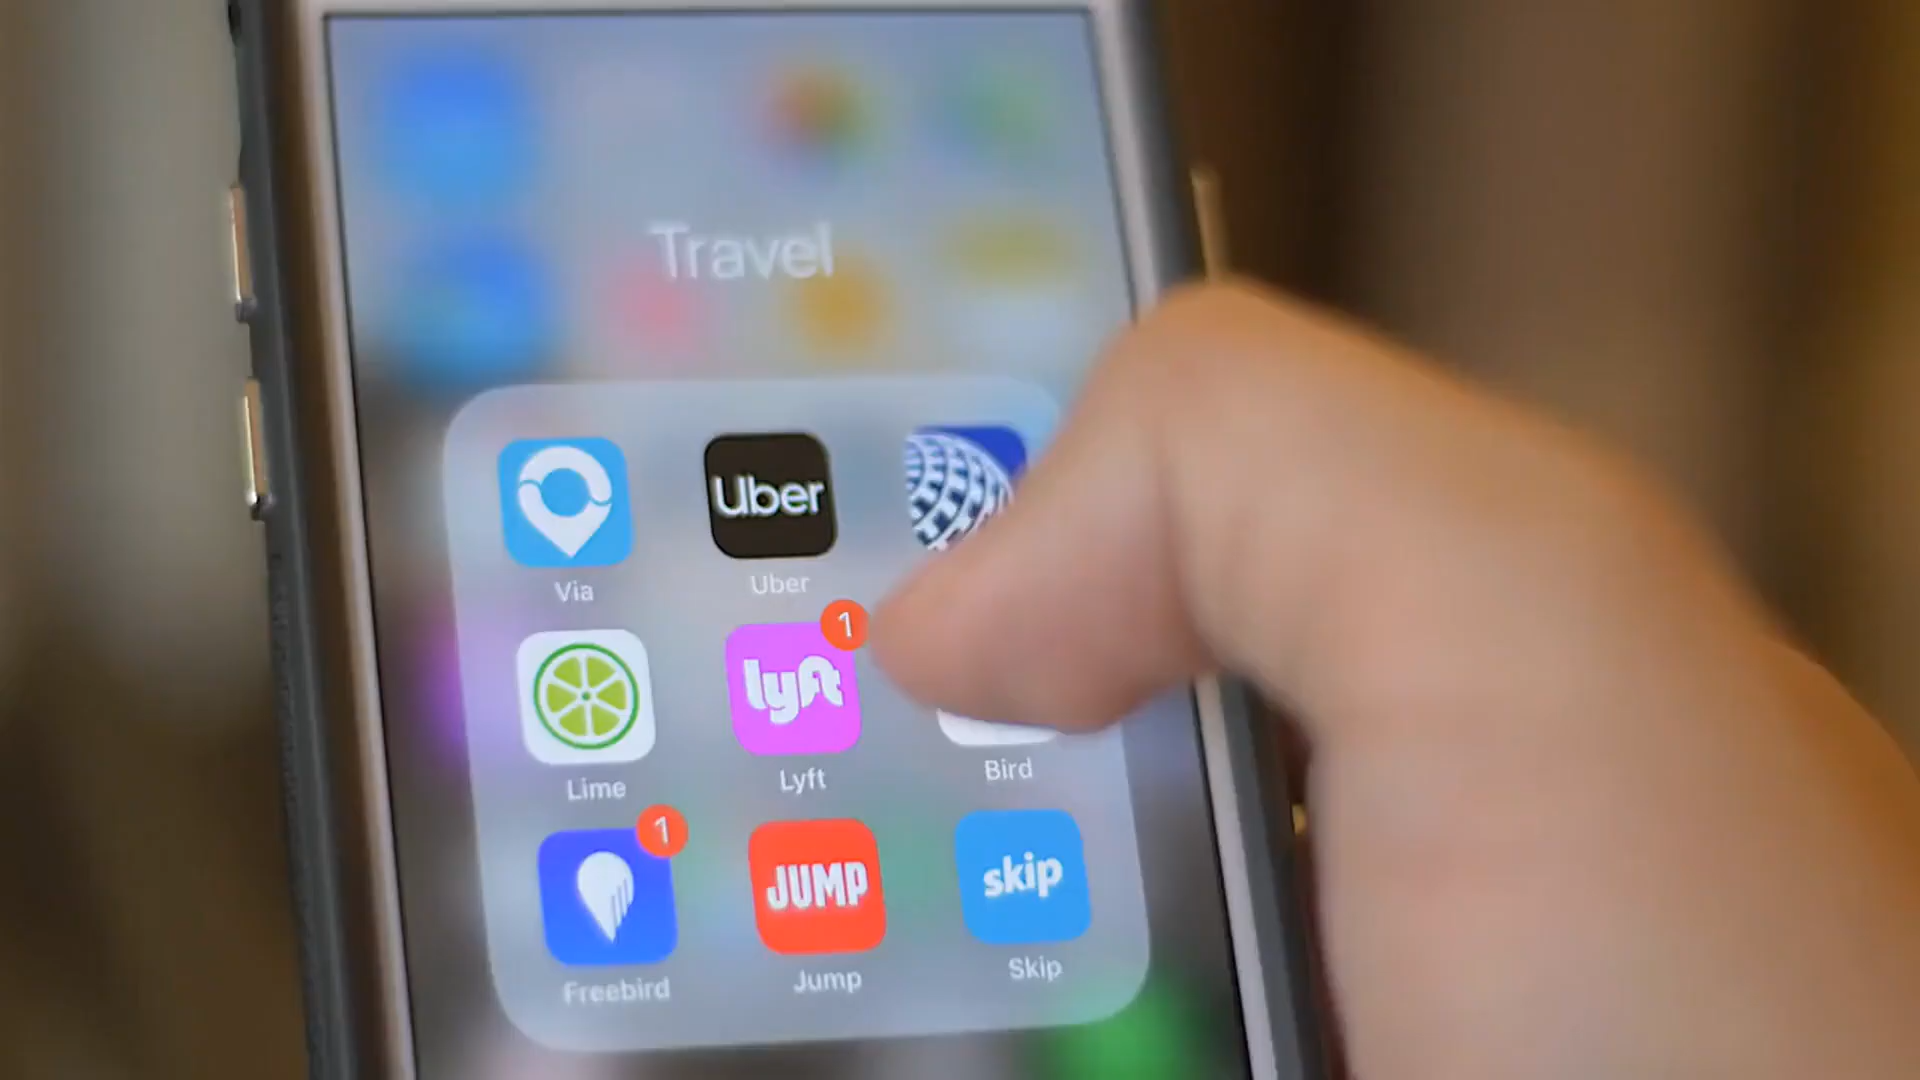 Travel
Uber
Via
Uber
1
lyft
Lime
Lyft
Bird
1
JUMP
skip
Freebird
Jump
Skip